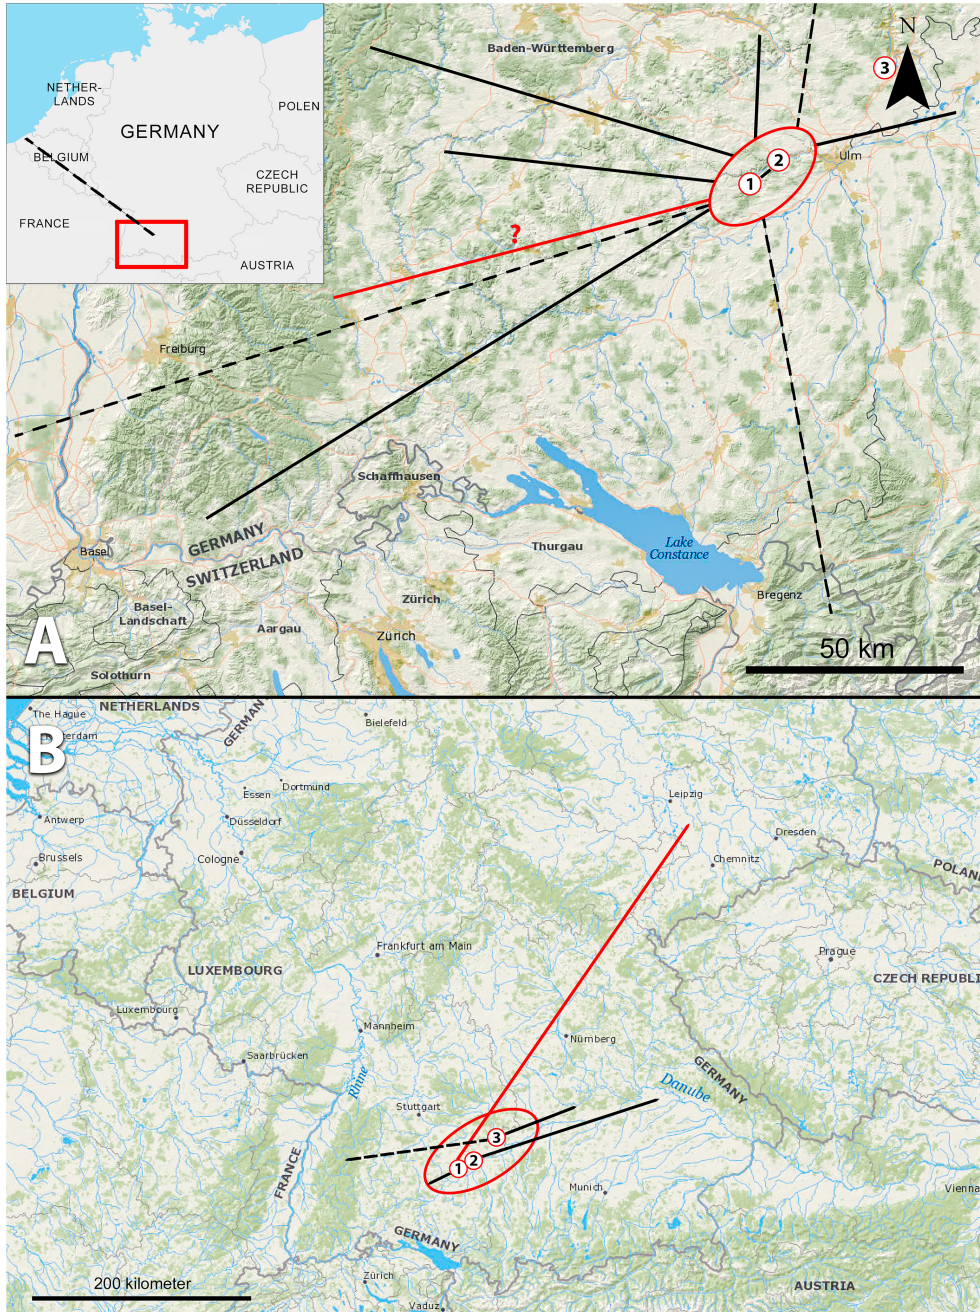 NETHER-
LANDS
POLEN
GERMANY
BELGIUM
CZECH
REPUBLIC
FRANCE
AUSTRIA
Baden-Württemberg
N
3
Ulm
2
1
?
Freiburg
Schaffhausen
GERMANY
SWITZERLAND
Basel
Thurgau
Lake
Constance
Bregenz
Basel-
Landschaft
Zürich
Aargau
Zürich
Solothurn
A
50 km
NETHERLANDS
The Hague
GERMAN
Bielefeld
B
terdam
Essen
Dortmund
Leipzig
Antwerp
Düsseldorf
Dresden
Brussels
Cologne
Chemnitz
BELGIUM
POLAN
Frankfurt am Main
Prague
LUXEMBOURG
CZECH REPUBLI
Luxembourg
Mannheim
Nürnberg
Saarbrücken
Rhine
GERMANY
Danube
Stuttgart
3
2
1
FRANCE
Munich
Vienna
GERMANY
Zürich
200 kilometer
AUSTRIA
Vaduz